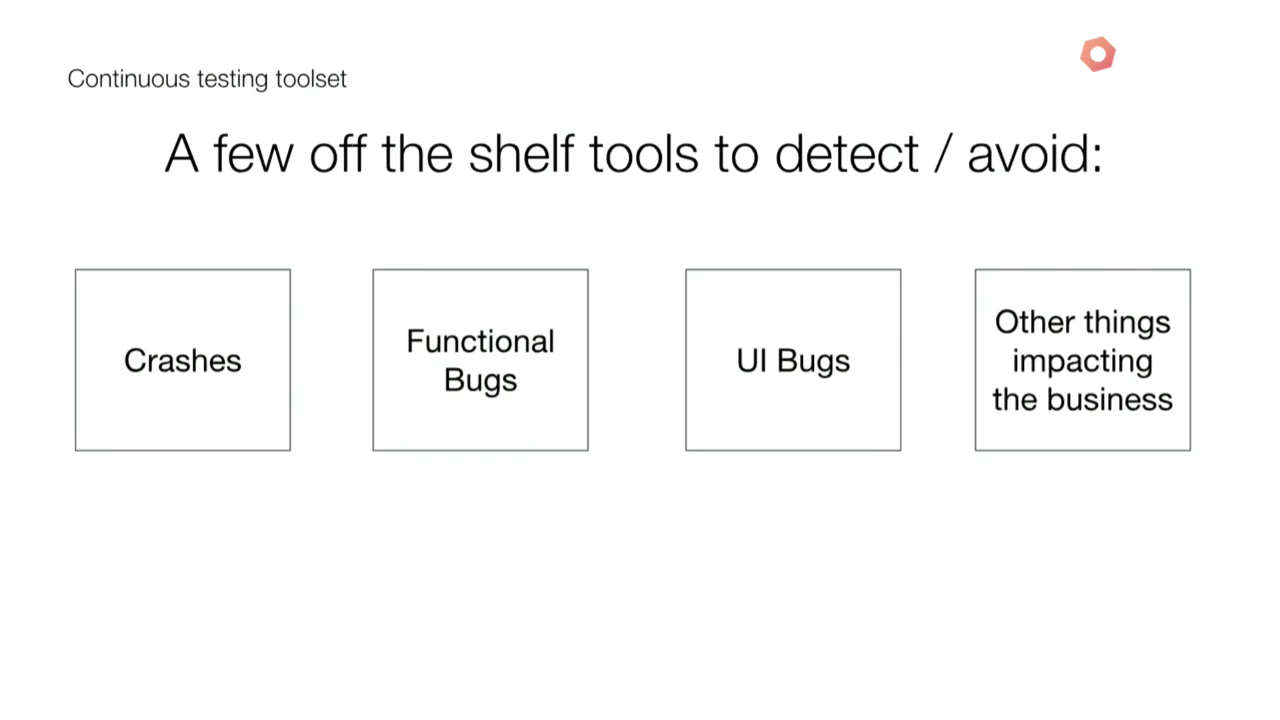 Continuous testing toolset
A few off the shelf tools to detect / avoid:
Crashes
Functional
Bugs
UI Bugs
Other things
impacting
the business